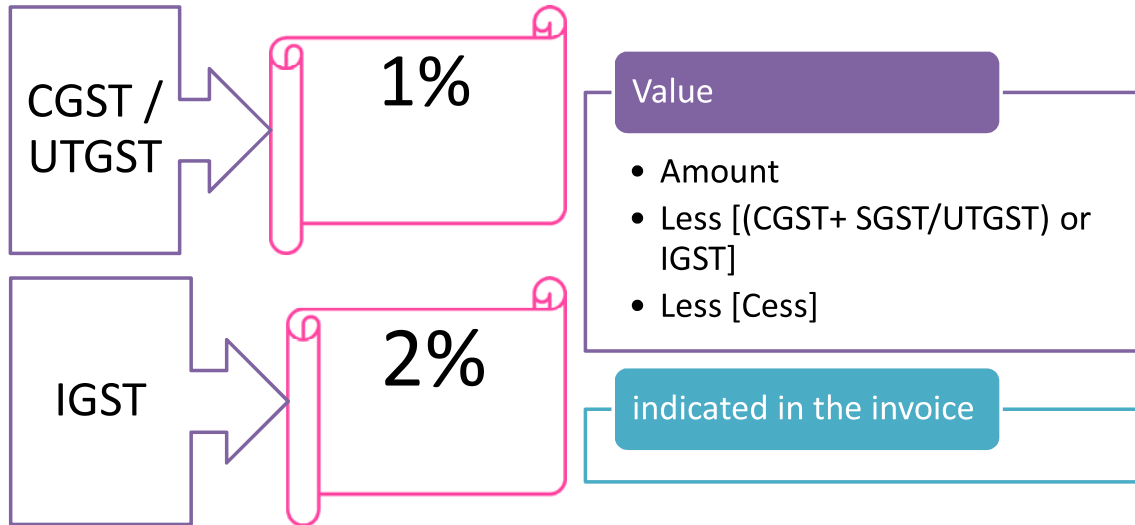 CGST /
UTGST
1%
IGST
2%
Value
• Amount
• Less [(CGST+ SGST/UTGST) or
IGST]
• Less [Cess]
indicated in the invoice